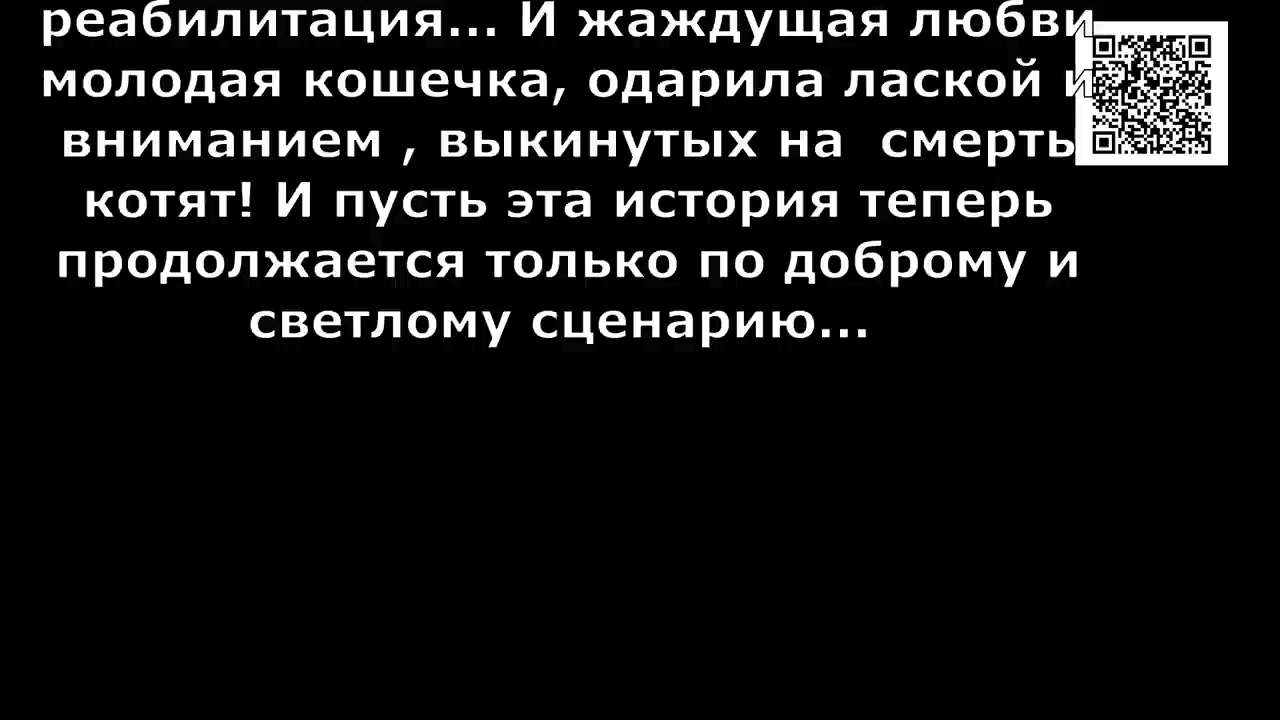 реабилитация... И жаждущая любви
молодая кошечка, одарила лаской и
вниманием , выкинутых на  смерть
котят! И пусть эта история теперь
продолжается только по доброму и
светлому сценарию...